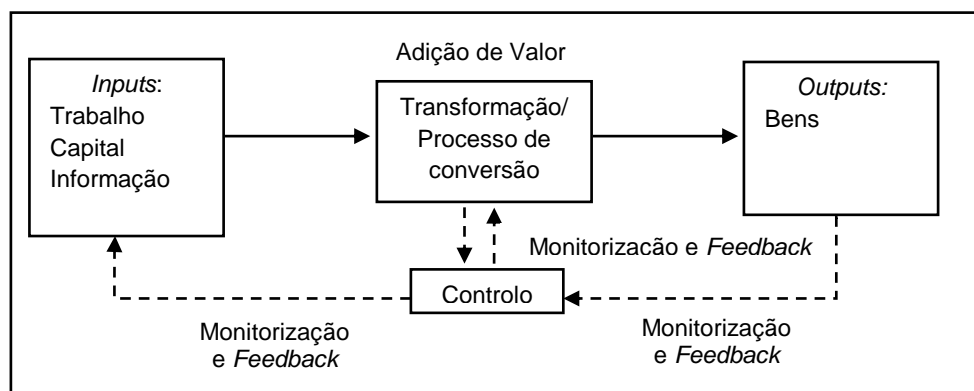 Adição de Valor
Inputs:
Trabalho
Capital
Informação
Transformação/
Processo de
conversão
Outputs:
Bens
Monitorizacão e Feedback
Controlo
Monitorização
e Feedback
Monitorização
e Feedback